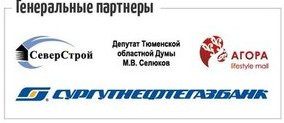 Генеральные партнеры
СеверСтрой
Депутат Тюменской
областной Думы
М.В. Селюков
АГОРА
lifestyle mall
СУРГУТНЕФТЕГАЗБАНК